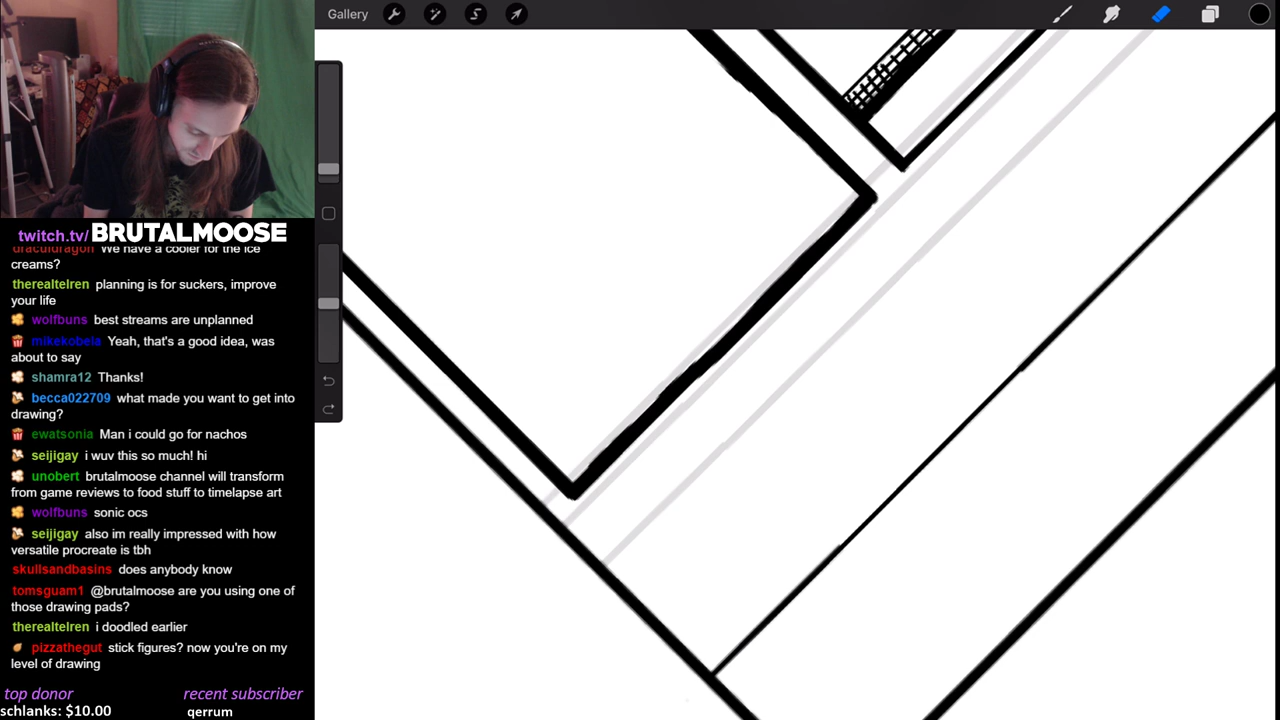 Gallery
twitch.tv/BRUTALMOOSE
draculdragon We have a cooler for the ice
creams?
therealtelren planning is for suckers, improve
your life
wolfbuns best streams are unplanned
mikekobela Yeah, that's a good idea, was
about to say
shamra12 Thanks!
becca022709 what made you want to get into
drawing?
ewatsonia Man i could go for nachos
seijigay i wuv this so much! hi
unobert brutalmoose channel will transform
from game reviews to food stuff to timelapse art
wolfbuns sonic ocs
seijigay also im really impressed with how
versatile procreate is tbh
skullsandbasins does anybody know
tomsguam1 @brutalmoose are you using one of
those drawing pads?
therealtelren i doodled earlier
pizzathegut stick figures? now you're on my
level of drawing
top donor recent subscriber
schlanks: $10.00 qerrum